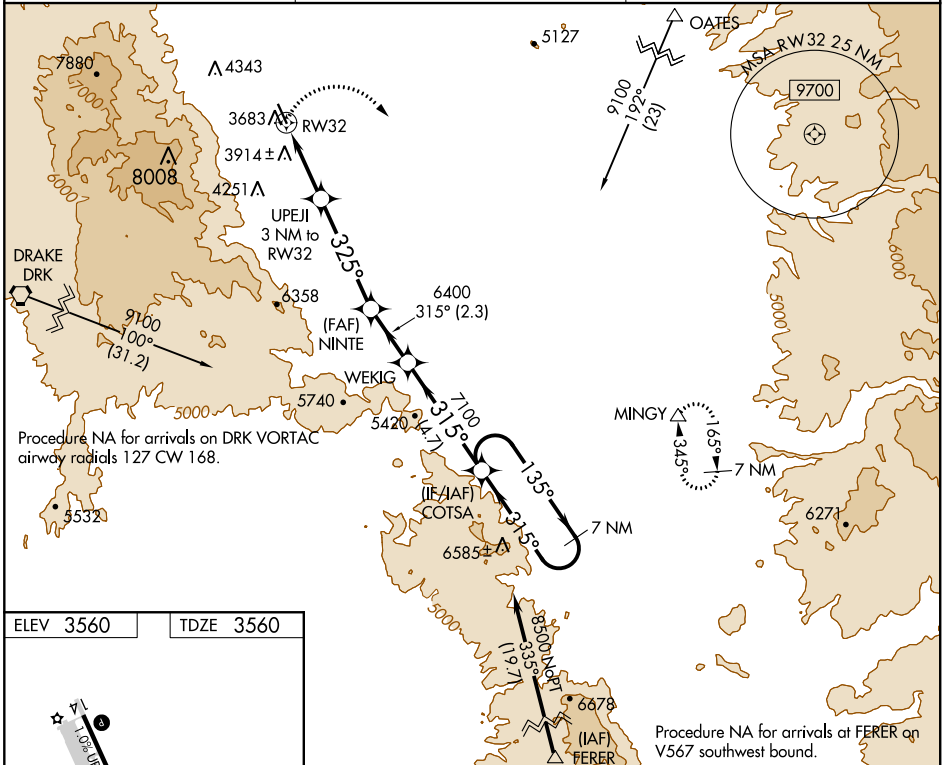 5127
OATES
7880
4343
7000
MSA RW32 25 NM
9700
3683
RW32
9100
192°
(23)
3914±
8008
4251
6000
UPEJI
3 NM to
RW32
325°
DRAKE
DRK
6358
6400
315° (2.3)
9100
100°
(31.2)
(FAF)
NINTE
6000
5000
WEKIG
5740
5420
7100
315°
(4.7)
5000
MINGY
165°
345°
7 NM
Procedure NA for arrivals on DRK VORTAC
airway radials 127 CW 168.
135°
(IF/IAF)
COTSA
315°
7 NM
5532
6271
6585±
5000
8500 NoPT
335°
(19.7)
ELEV 3560
TDZE 3560
6678
(IAF)
FERER
Procedure NA for arrivals at FERER on
V567 southwest bound.
14
P